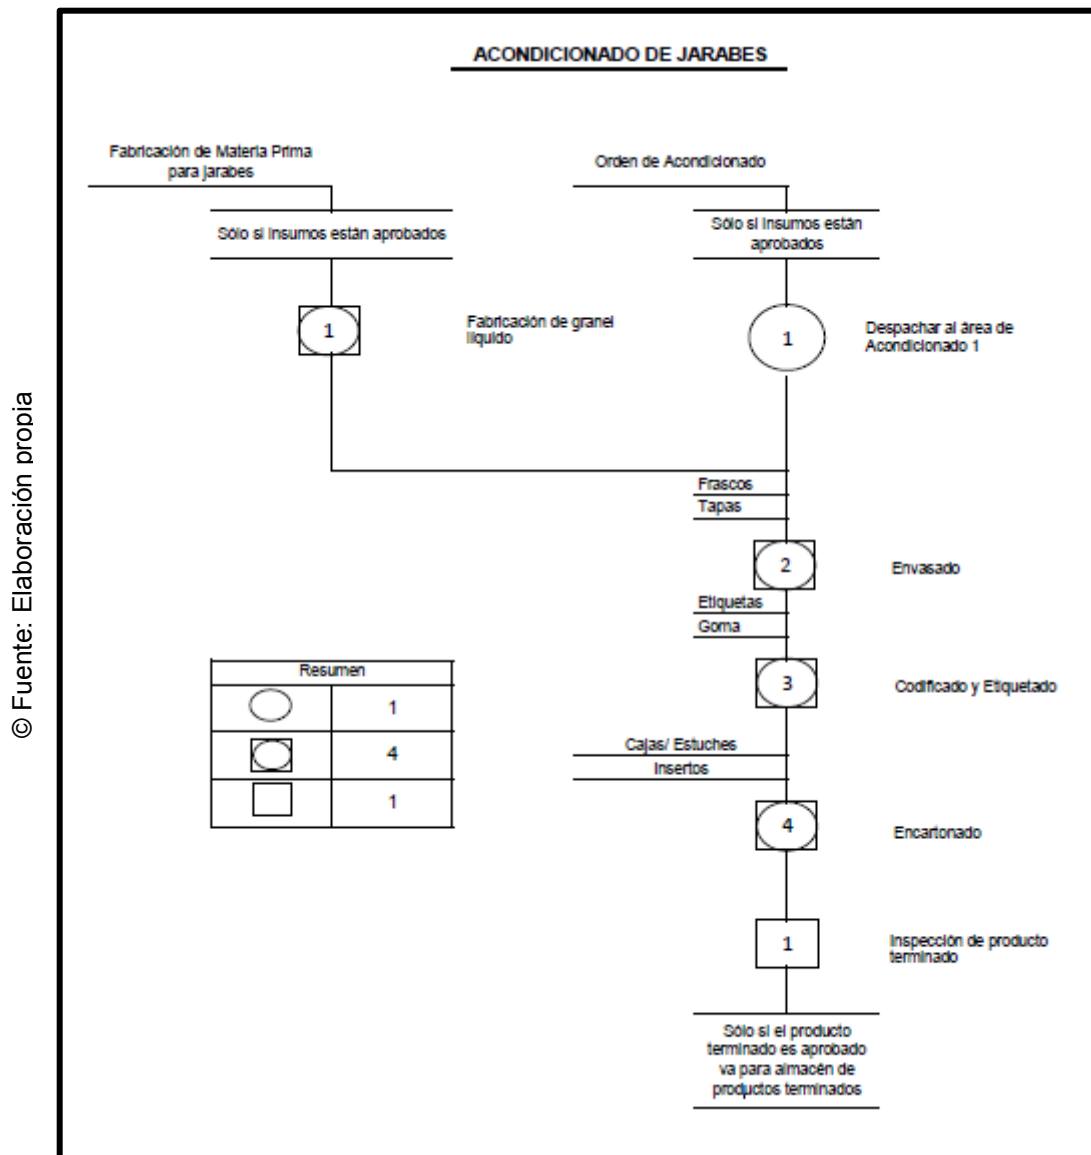 ACONDICIONADO DE JARABES
Fabricación de Materia Prima
para jarabes
Orden de Acondicionado
Sólo si insumos están aprobados
Sólo si insumos están
aprobados
1
Fabricación de granel
líquido
1
Despachar al área de
Acondicionado 1
Frascos
Tapas
2
Envasado
Etiquetas
Goma
3
Codificado y Etiquetado
Resumen
1
4
1
Cajas/ Estuches
Insertos
4
Encartonado
1
Inspección de producto
terminado
Sólo si el producto
terminado es aprobado
va para almacén de
productos terminados
© Fuente: Elaboración propia